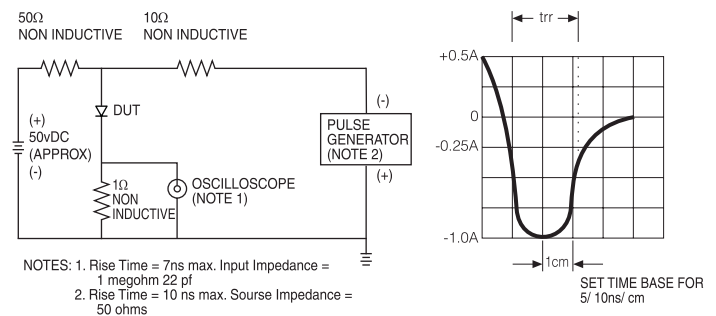 50Ω
NON INDUCTIVE
10Ω
NON INDUCTIVE
DUT
(+)
50vDC
(APPROX)
(-)
1Ω
NON
INDUCTIVE
OSCILLOSCOPE
(NOTE 1)
(-)
PULSE
GENERATOR
(NOTE 2)
(+)
NOTES: 1. Rise Time = 7ns max. Input Impedance =
1 megohm 22 pf
2. Rise Time = 10 ns max. Sourse Impedance =
50 ohms
trr
+0.5A
0
-0.25A
-1.0A
1cm
SET TIME BASE FOR
5/ 10ns/ cm